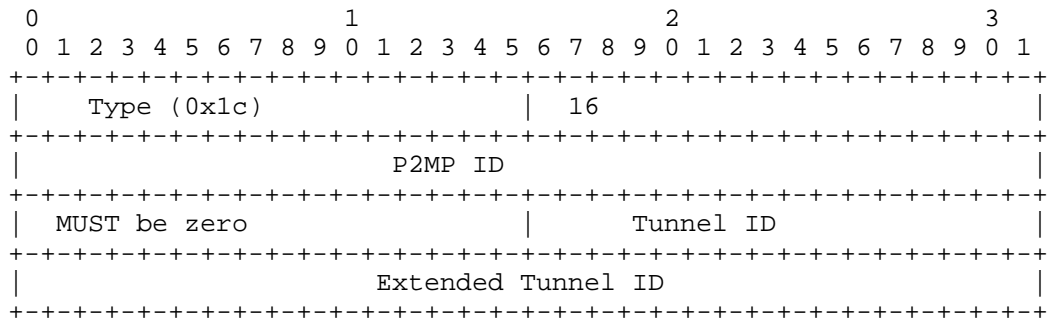 0                   1                   2                   3
 0 1 2 3 4 5 6 7 8 9 0 1 2 3 4 5 6 7 8 9 0 1 2 3 4 5 6 7 8 9 0 1
+-+-+-+-+-+-+-+-+-+-+-+-+-+-+-+-+-+-+-+-+-+-+-+-+-+-+-+-+-+-+-+-+
|    Type (0x1c)                |  16                           |
+-+-+-+-+-+-+-+-+-+-+-+-+-+-+-+-+-+-+-+-+-+-+-+-+-+-+-+-+-+-+-+-+
|                       P2MP ID                                 |
+-+-+-+-+-+-+-+-+-+-+-+-+-+-+-+-+-+-+-+-+-+-+-+-+-+-+-+-+-+-+-+-+
|  MUST be zero                 |      Tunnel ID                |
+-+-+-+-+-+-+-+-+-+-+-+-+-+-+-+-+-+-+-+-+-+-+-+-+-+-+-+-+-+-+-+-+
|                      Extended Tunnel ID                       |
+-+-+-+-+-+-+-+-+-+-+-+-+-+-+-+-+-+-+-+-+-+-+-+-+-+-+-+-+-+-+-+-+